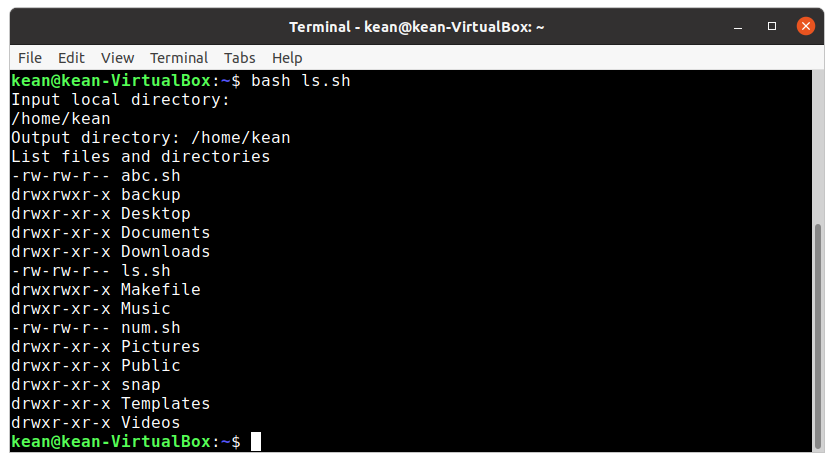 Terminal - kean@kean-VirtualBox: ~
File Edit View Terminal Tabs Help
kean@kean-VirtualBox:~$ bash ls.sh
Input local directory:
/home/kean
Output directory: /home/kean
List files and directories
-rw-rw-r-- abc.sh
drwxrwxr-x backup
drwxr-xr-x Desktop
drwxr-xr-x Documents
drwxr-xr-x Downloads
-rw-rw-r-- ls.sh
drwxrwxr-x Makefile
drwxr-xr-x Music
-rw-rw-r-- num.sh
drwxr-xr-x Pictures
drwxr-xr-x Public
drwxr-xr-x snap
drwxr-xr-x Templates
drwxr-xr-x Videos
kean@kean-VirtualBox:~$